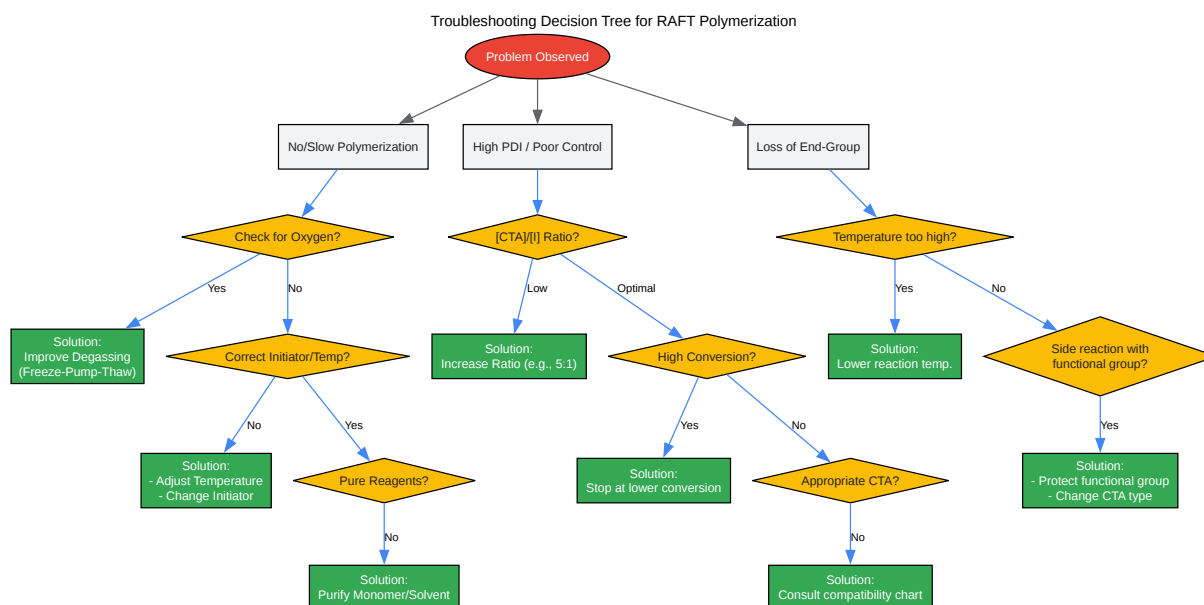 Troubleshooting Decision Tree for RAFT Polymerization
Problem Observed
No/Slow Polymerization
High PDI / Poor Control
Loss of End-Group
Check for Oxygen?
[CTA]/[I] Ratio?
Temperature too high?
Yes
No
Low
Optimal
Yes
No
Solution:
Improve Degassing
(Freeze-Pump-Thaw)
Correct Initiator/Temp?
Solution:
Increase Ratio (e.g., 5:1)
High Conversion?
Solution:
Lower reaction temp.
Side reaction with
functional group?
No
Yes
Yes
No
Yes
Solution:
- Adjust Temperature
- Change Initiator
Pure Reagents?
Solution:
Stop at lower conversion
Appropriate CTA?
Solution:
- Protect functional group
- Change CTA type
No
No
Solution:
Purify Monomer/Solvent
Solution:
Consult compatibility chart